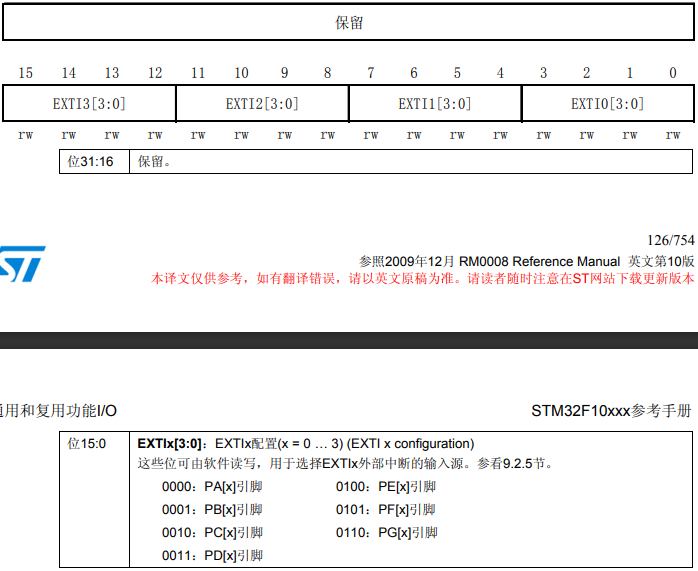 保留
15 14 13 12 11 10 9 8 7 6 5 4 3 2 1 0
EXTI3[3:0] EXTI2[3:0] EXTI1[3:0] EXTI0[3:0]
rw rw rw rw rw rw rw rw rw rw rw rw rw rw rw rw
位31:16 保留。
126/754
ST
参照2009年12月 RM0008 Reference Manual 英文第10版
本译文仅供参考，如有翻译错误，请以英文原稿为准。请读者随时注意在ST网站下载更新版本
用和复用功能I/O STM32F10xxx参考手册
位15:0 EXTIx[3:0]：EXTIx配置(x = 0 … 3) (EXTI x configuration)
这些位可由软件读写，用于选择EXTIx外部中断的输入源。参看9.2.5节。
0000：PA[x]引脚 0100：PE[x]引脚
0001：PB[x]引脚 0101：PF[x]引脚
0010：PC[x]引脚 0110：PG[x]引脚
0011：PD[x]引脚